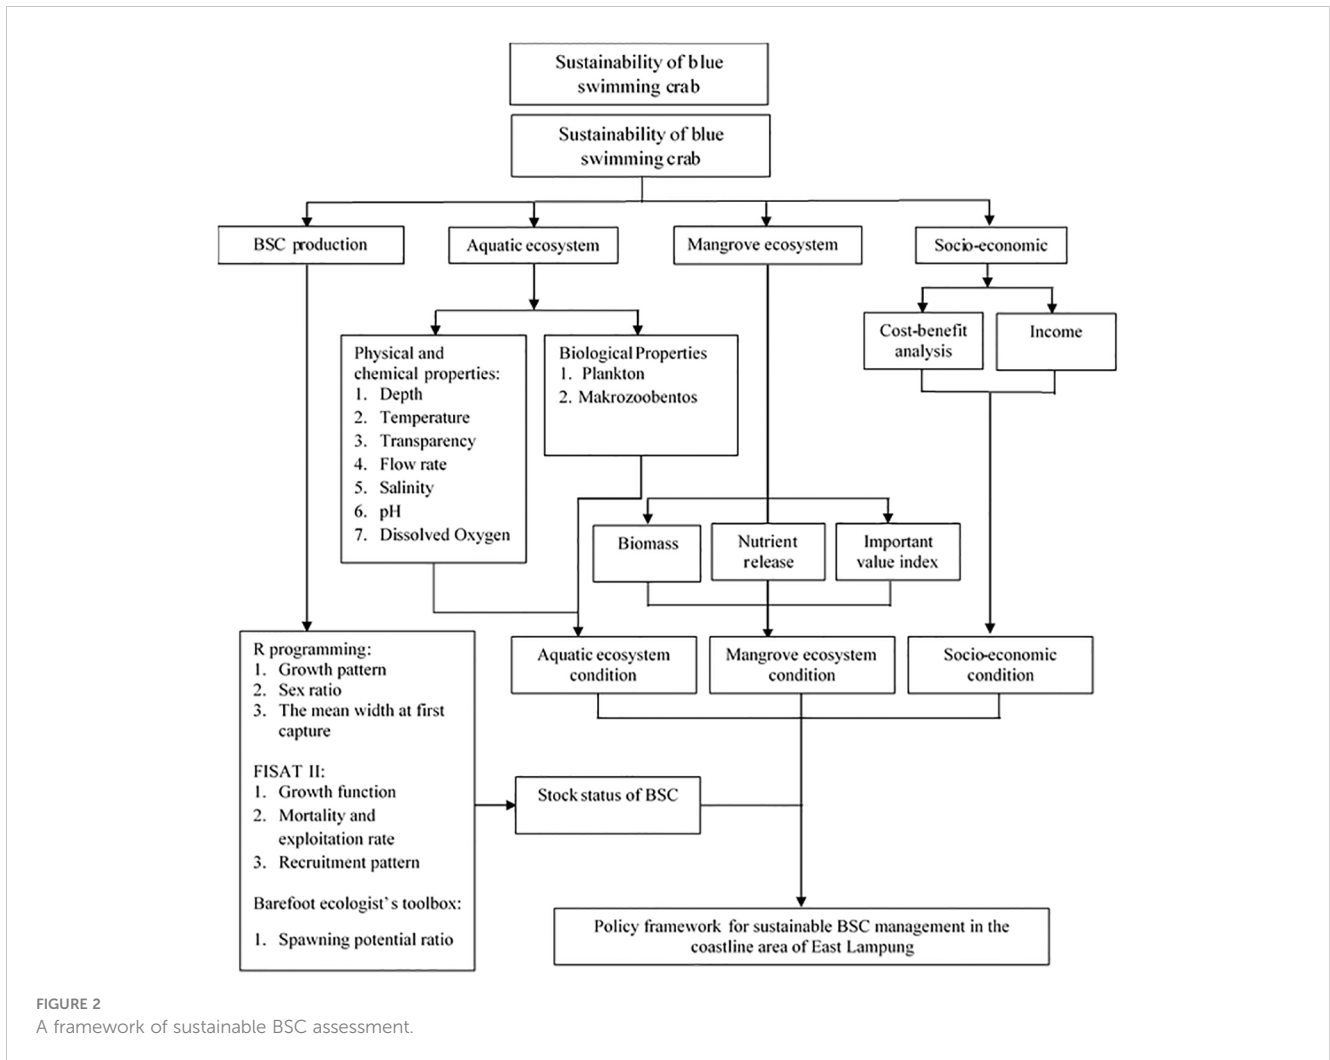 Sustainability of blue
swimming crab
Sustainability of blue
swimming crab
BSC production
Aquatic ecosystem
Mangrove ecosystem
Socio-economic
Physical and
chemical properties:
1. Depth
2. Temperature
3. Transparency
4. Flow rate
5. Salinity
6. pH
7. Dissolved Oxygen
Biological Properties
1. Plankton
2. Makrozoobentos
Cost-benefit
analysis
Income
Biomass
Nutrient
release
Important
value index
R programming:
1. Growth pattern
2. Sex ratio
3. The mean width at first
capture
FISAT II:
1. Growth function
2. Mortality and
exploitation rate
3. Recruitment pattern
Barefoot ecologist's toolbox:
1. Spawning potential ratio
Aquatic ecosystem
condition
Mangrove ecosystem
condition
Socio-economic
condition
Stock status of BSC
Policy framework for sustainable BSC management in the
coastline area of East Lampung
FIGURE 2
A framework of sustainable BSC assessment.